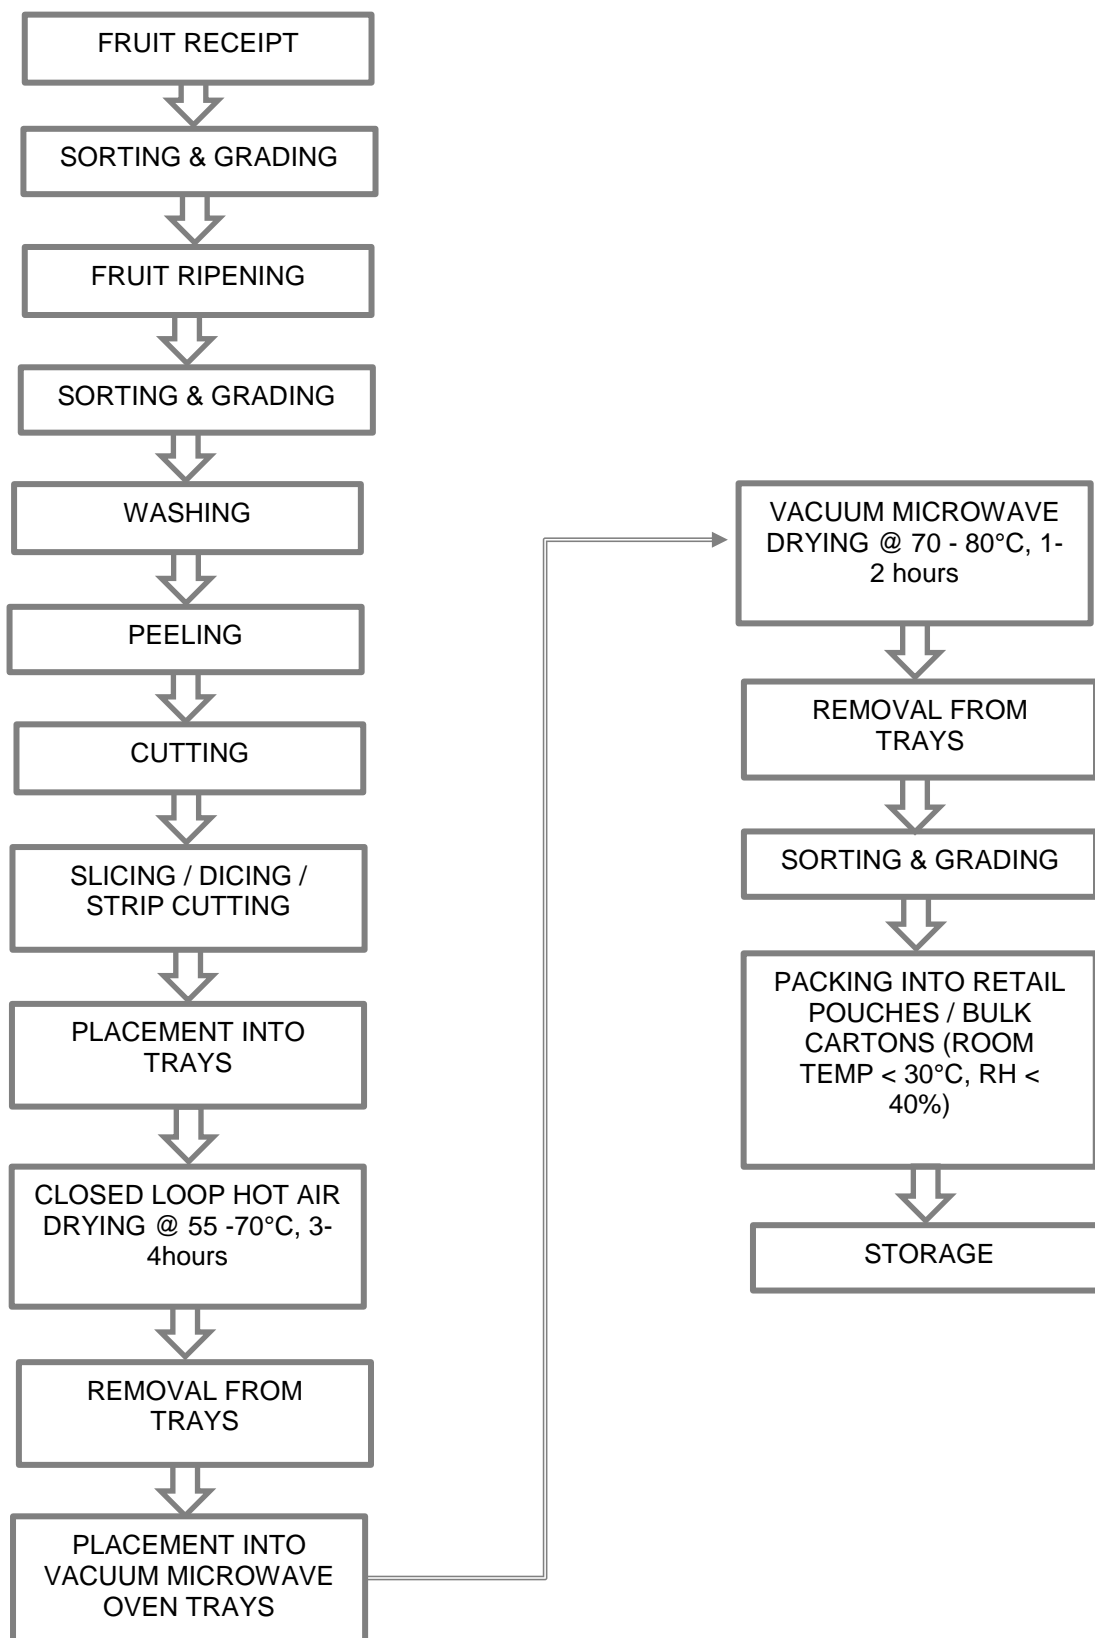 FRUIT RECEIPT
SORTING & GRADING
FRUIT RIPENING
SORTING & GRADING
WASHING
PEELING
CUTTING
SLICING / DICING /
STRIP CUTTING
PLACEMENT INTO
TRAYS
CLOSED LOOP HOT AIR
DRYING @ 55 -70°C, 3-
4hours
REMOVAL FROM
TRAYS
PLACEMENT INTO
VACUUM MICROWAVE
OVEN TRAYS
VACUUM MICROWAVE
DRYING @ 70 - 80°C, 1-
2 hours
REMOVAL FROM
TRAYS
SORTING & GRADING
PACKING INTO RETAIL
POUCHES / BULK
CARTONS (ROOM
TEMP < 30°C, RH <
40%)
STORAGE